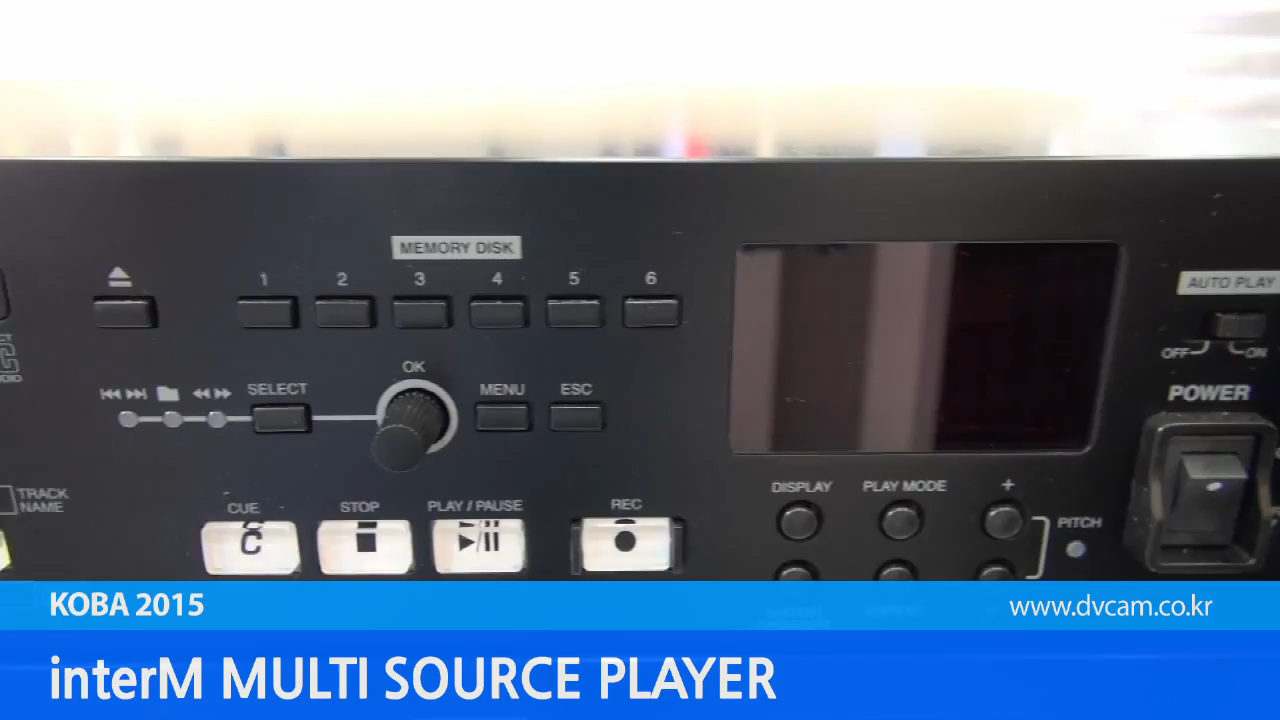 MEMORY DISK
1 2 3 4 5 6
AUTO PLAY
OFF ON
OK
SELECT
MENU ESC
POWER
TRACK
NAME
DISPLAY PLAY MODE +
CUE STOP PLAY / PAUSE REC
PITCH
C
KOBA 2015
www.dvcam.co.kr
interM MULTI SOURCE PLAYER